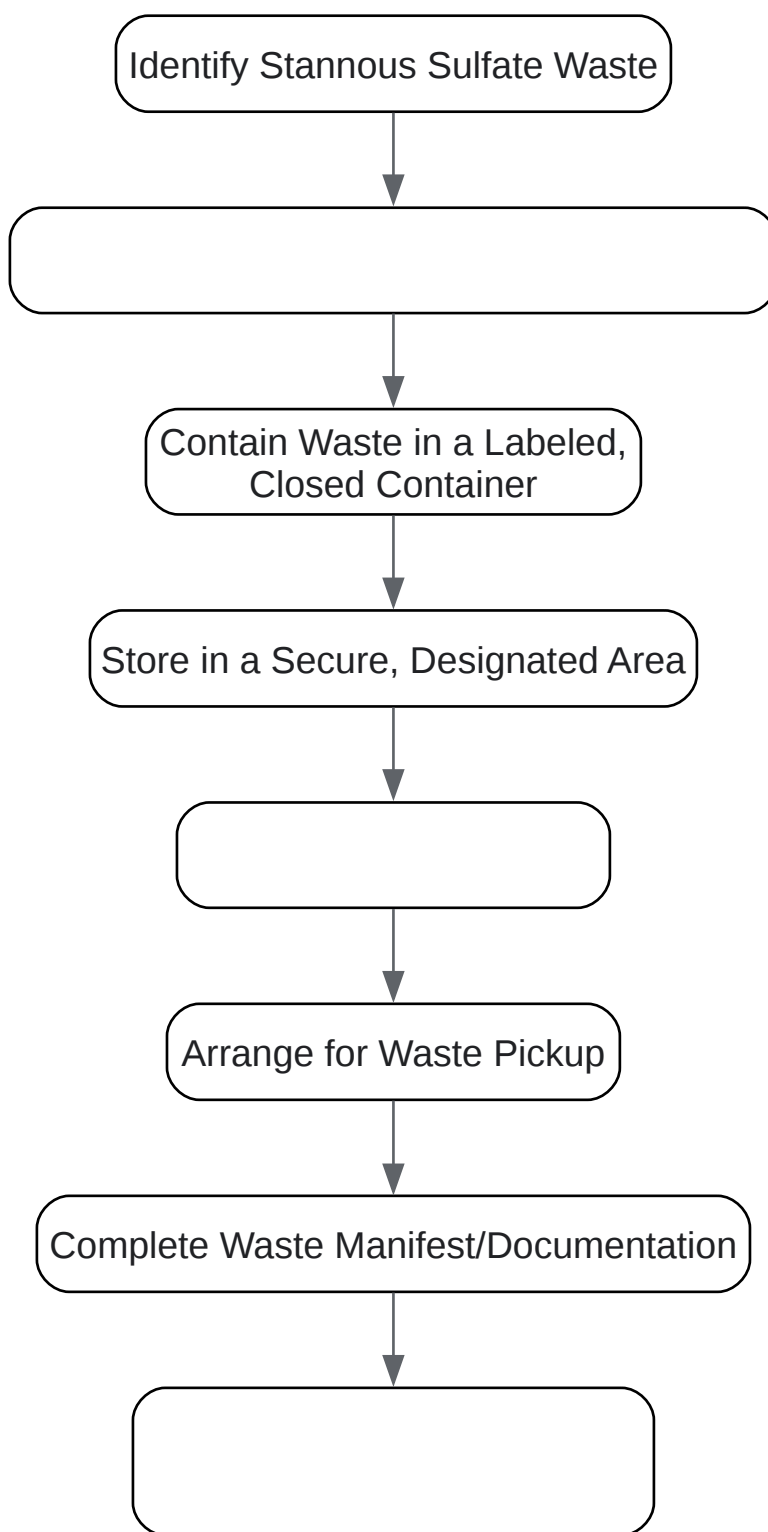 Identify Stannous Sulfate Waste
Contain Waste in a Labeled,
Closed Container
Store in a Secure, Designated Area
Arrange for Waste Pickup
Complete Waste Manifest/Documentation